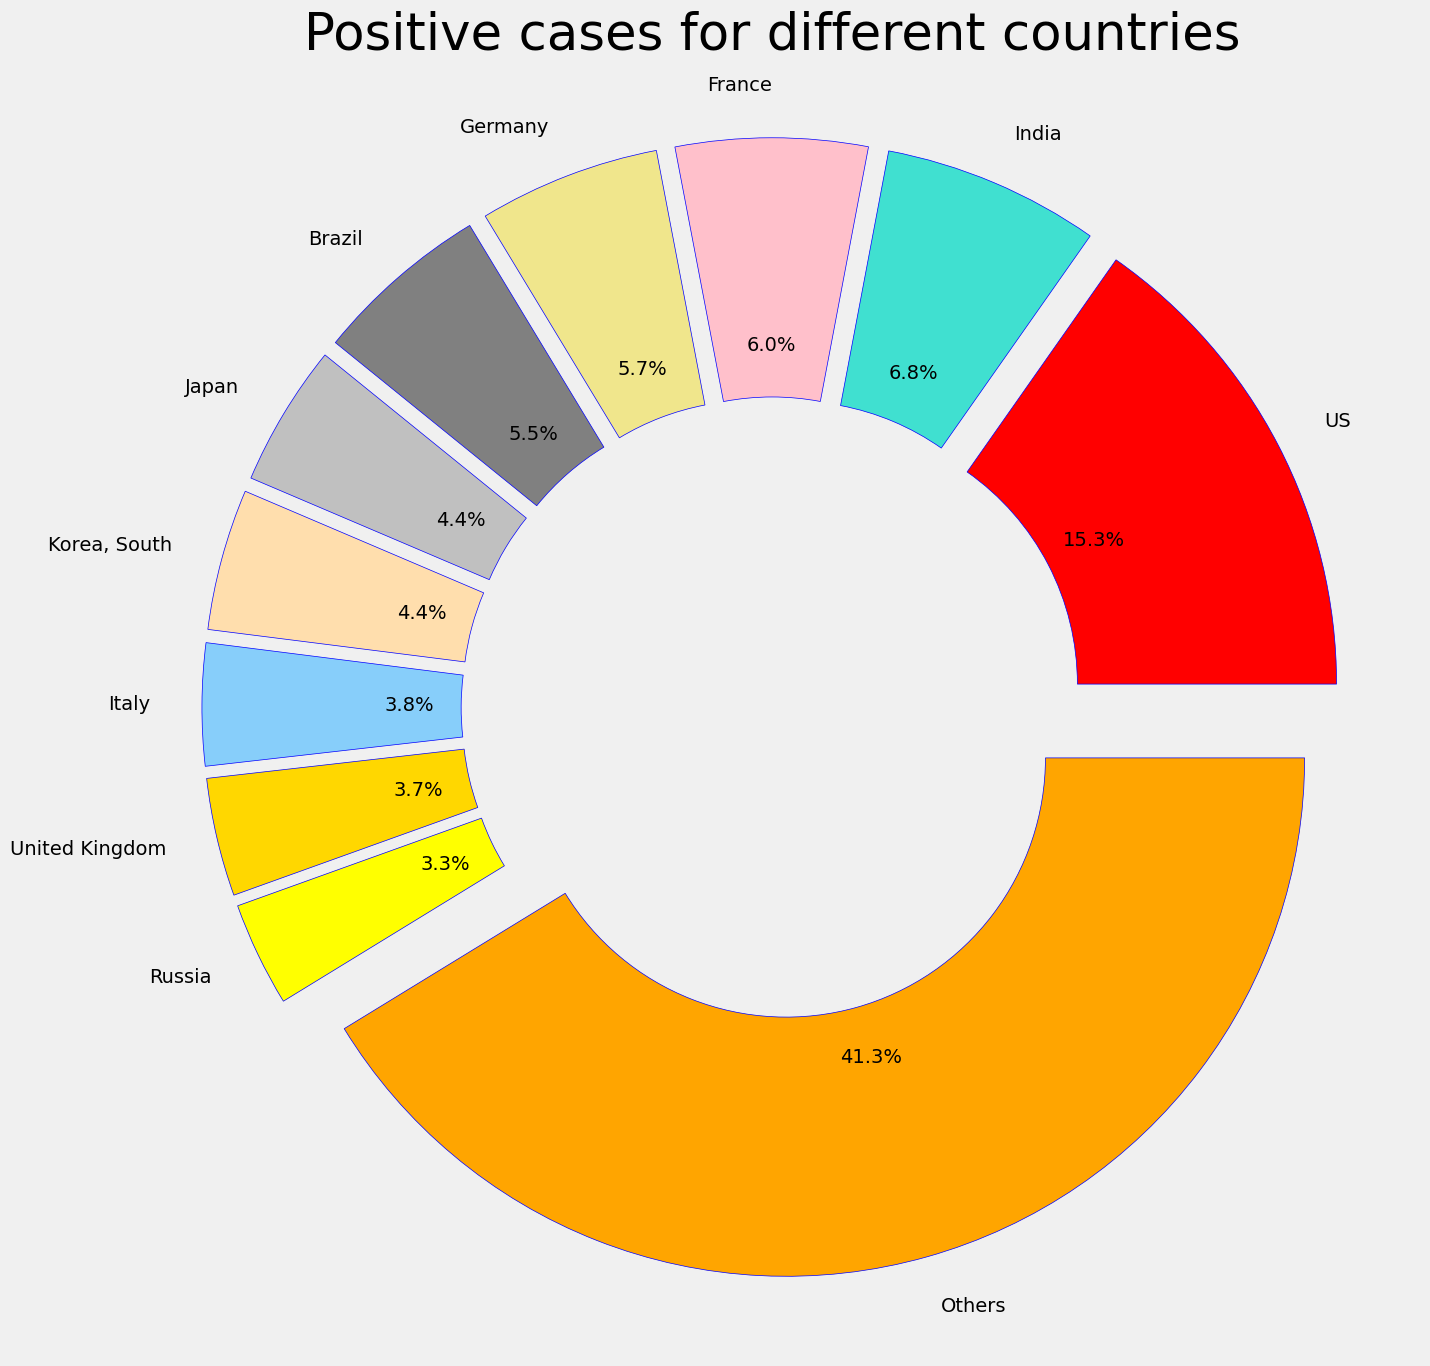 Positive cases for different countries
France
Germany
India
Brazil
6.0%
5.7%
6.8%
Japan
US
5.5%
4.4%
15.3%
Korea, South
4.4%
Italy
3.8%
3.7%
United Kingdom
3.3%
Russia
41.3%
Others